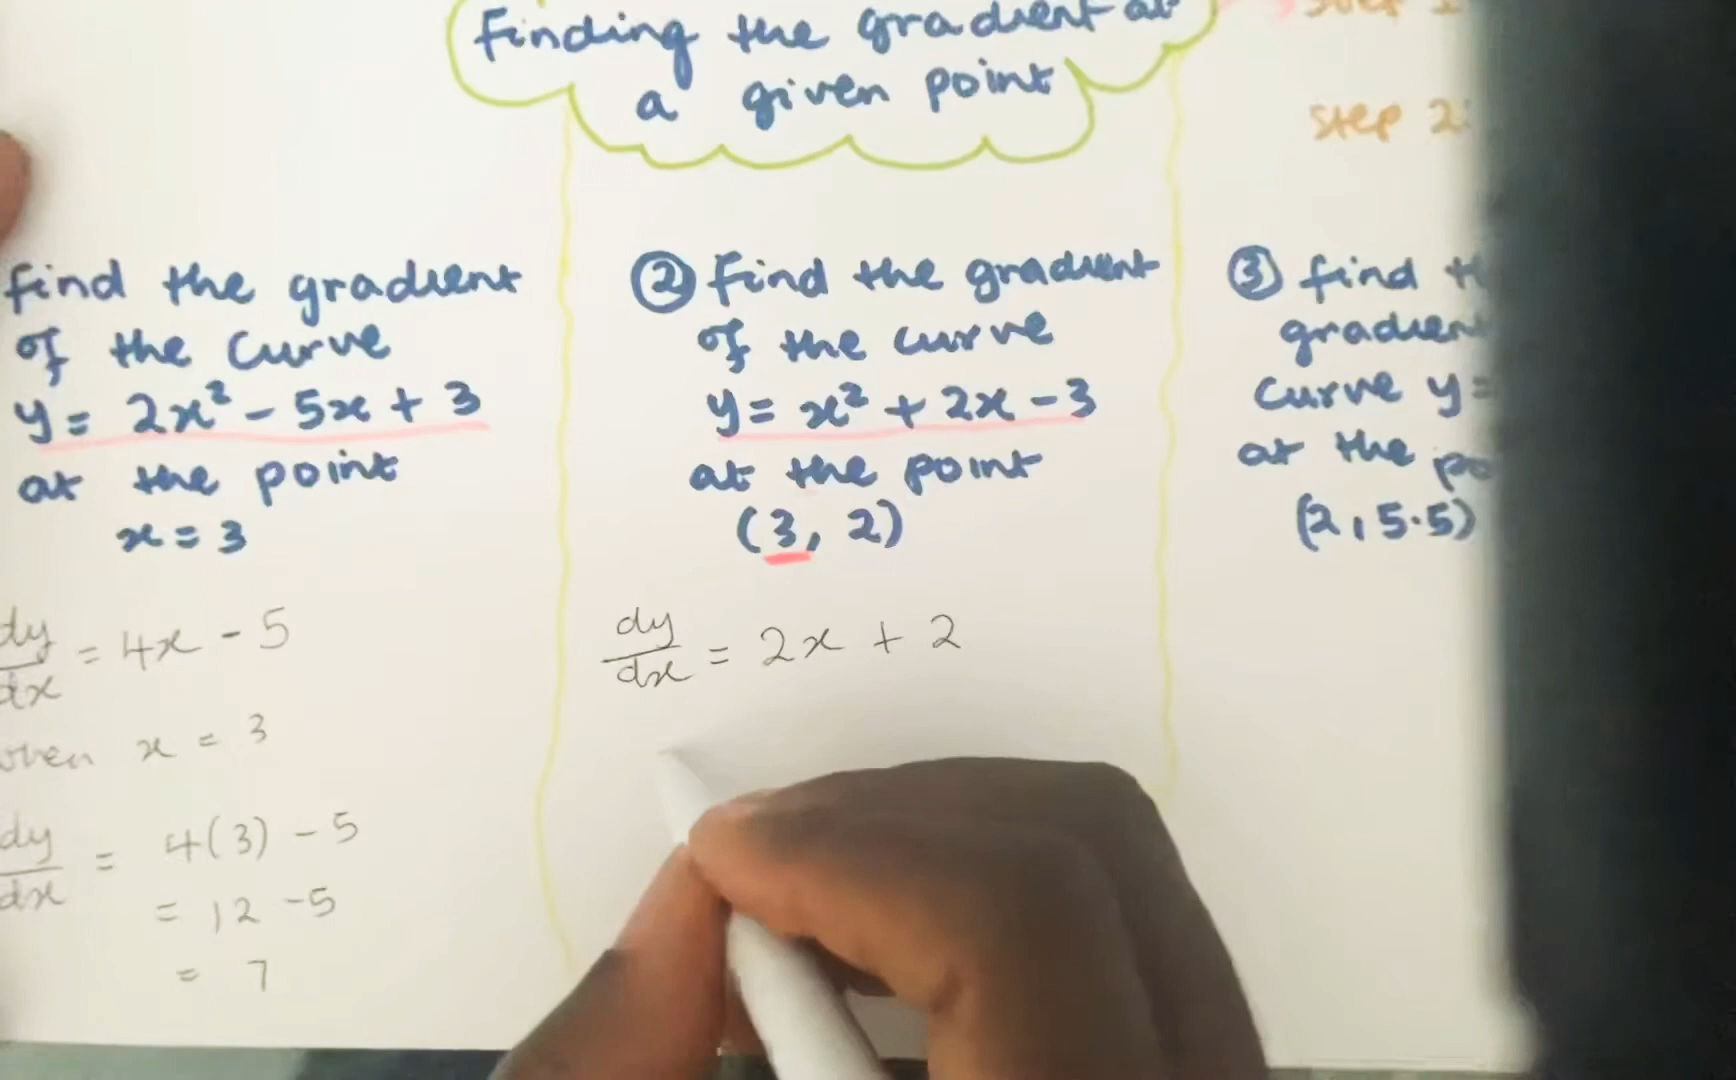 Finding the gradient at
a given point
step 2:
find the gradient
of the curve
y = 2x² - 5x + 3
at the point
x = 3
dy/dx = 4x - 5
when x = 3
dy/dx = 4(3) - 5
= 12 - 5
= 7
② Find the gradient
of the curve
y = x² + 2x - 3
at the point
(3, 2)
dy/dx = 2x + 2
③ find
gradient
curve y =
at the
(2, 5.5)